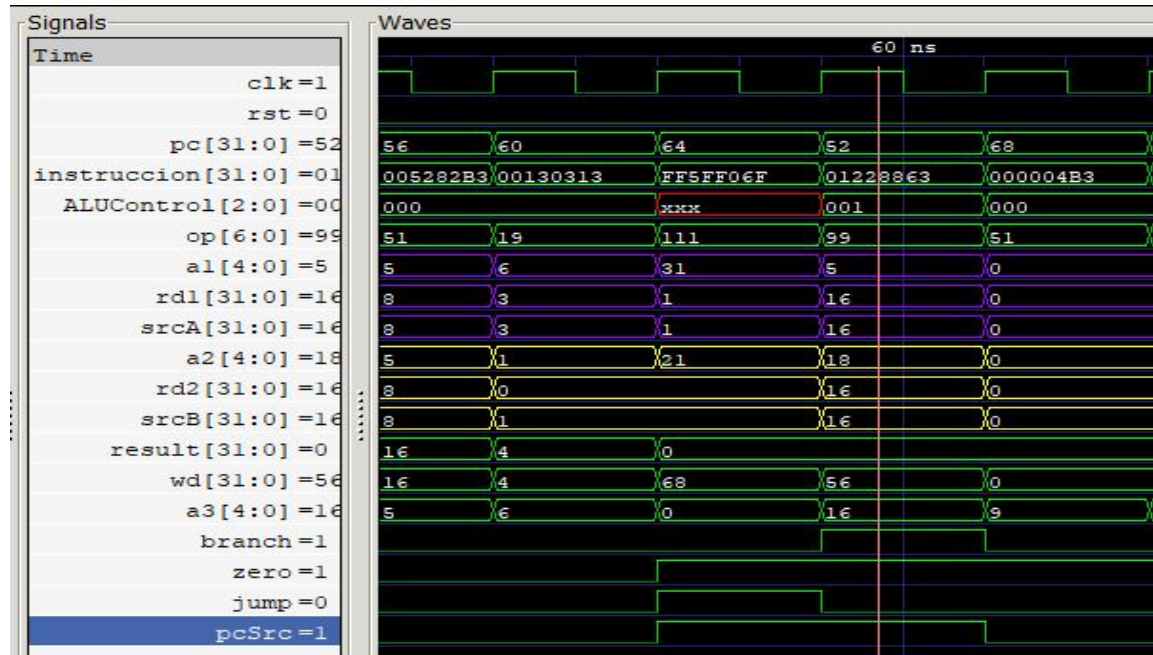 Signals
Waves
Time
60 ns
clk=1
rst=0
pc[31:0]=52 56 60 64 52 68
instruccion[31:0]=01 005282B3 00130313 FF5FF06F 01228863 000004B3
ALUControl[2:0]=00 000 xxx 001 000
op[6:0]=99 51 19 111 99 51
a1[4:0]=5 5 6 31 5 0
rd1[31:0]=16 8 3 1 16 0
srcA[31:0]=16 8 3 1 16 0
a2[4:0]=18 5 1 21 18 0
rd2[31:0]=16 8 0 16 0
srcB[31:0]=16 8 1 16 0
result[31:0]=0 16 4 0
wd[31:0]=56 16 4 68 56 0
a3[4:0]=16 5 6 0 16 9
branch=1
zero=1
jump=0
pcSrc=1